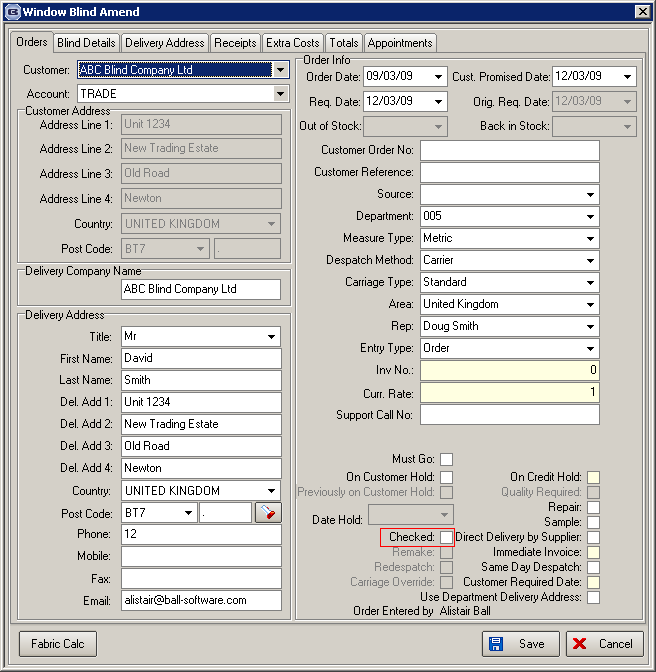 Window Blind Amend
Orders Blind Details Delivery Address Receipts Extra Costs Totals Appointments
Customer: ABC Blind Company Ltd
Account: TRADE
Customer Address
Address Line 1: Unit 1234
Address Line 2: New Trading Estate
Address Line 3: Old Road
Address Line 4: Newton
Country: UNITED KINGDOM
Post Code: BT7 .
Delivery Company Name
ABC Blind Company Ltd
Delivery Address
Title: Mr
First Name: David
Last Name: Smith
Del. Add 1: Unit 1234
Del. Add 2: New Trading Estate
Del. Add 3: Old Road
Del. Add 4: Newton
Country: UNITED KINGDOM
Post Code: BT7 .
Phone: 12
Mobile:
Fax:
Email: alistair@ball-software.com
Order Info
Order Date: 09/03/09 Cust. Promised Date: 12/03/09
Req. Date: 12/03/09 Orig. Req. Date: 12/03/09
Out of Stock: Back in Stock:
Customer Order No:
Customer Reference:
Source:
Department: 005
Measure Type: Metric
Despatch Method: Carrier
Carriage Type: Standard
Area: United Kingdom
Rep: Doug Smith
Entry Type: Order
Inv No.: 0
Curr. Rate: 1
Support Call No:
Must Go:
On Customer Hold: On Credit Hold:
Previously on Customer Hold: Quality Required:
Repair:
Date Hold: Sample:
Checked: Direct Delivery by Supplier:
Remake: Immediate Invoice:
Redespatch: Same Day Despatch:
Carriage Override: Customer Required Date:
Use Department Delivery Address:
Order Entered by Alistair Ball
Fabric Calc Save Cancel